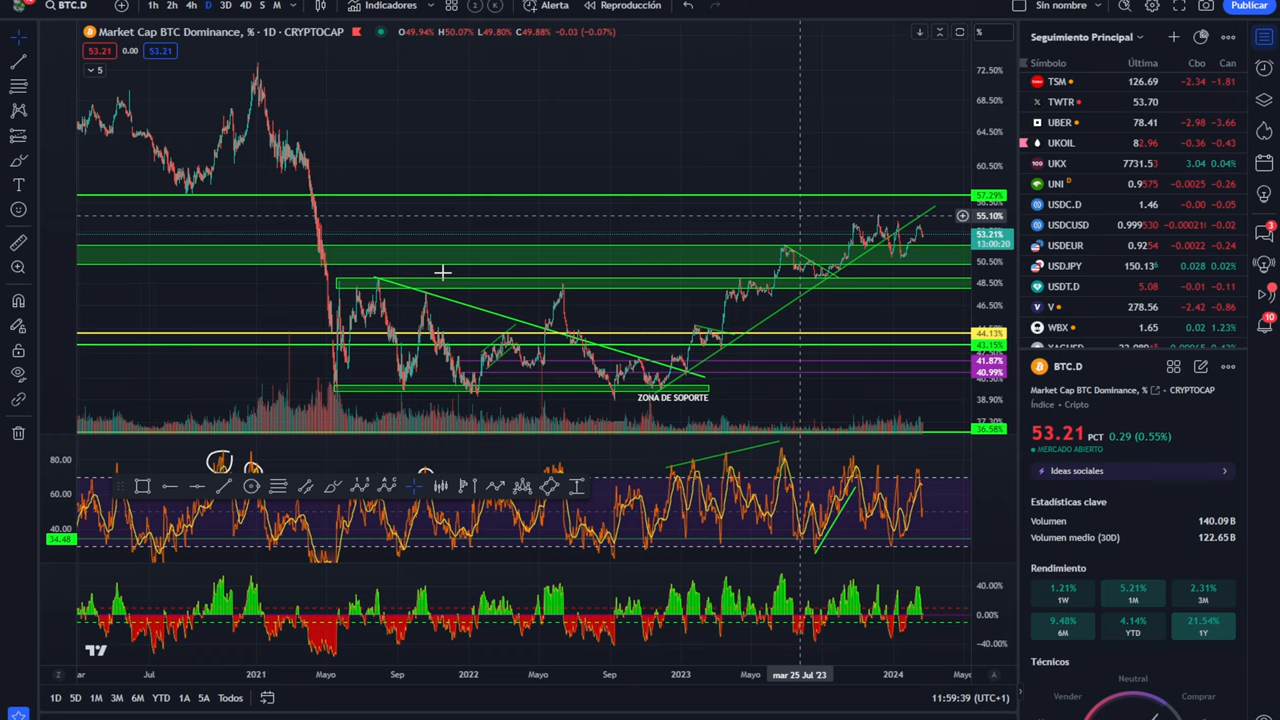 BTC.D
1h 2h 4h D 3D 4D S M
Indicadores
Alerta
Reproducción
Sin nombre
Publicar
Market Cap BTC Dominance, % · 1D · CRYPTOCAP
O49.94% H50.07% L49.80% C49.88% -0.03 (-0.07%)
53.21 0.00 53.21
5
%
72.50%
68.50%
64.50%
60.50%
57.29%
55.10%
53.21%
13:00:20
50.50%
48.50%
46.50%
44.13%
43.15%
41.87%
40.99%
38.90%
36.58%
ZONA DE SOPORTE
80.00
60.00
40.00
34.48
40.00%
0.00%
-40.00%
Z
Jul 2021 Mayo Sep 2022 Mayo Sep 2023 Mayo mar 25 Jul '23 2024
A
1D 5D 1M 3M 6M YTD 1A 5A Todos
11:59:39 (UTC+1)
Seguimiento Principal
Símbolo Última Cbo Can
TSM 126.69 -2.34 -1.81
TWTR 53.70
UBER 78.41 -2.98 -3.66
UKOIL 82.96 -0.36 -0.43
UKX 7731.53 3.04 0.04%
UNI D 0.9575 -0.0025 -0.26
USDC.D 1.46 -0.00 -0.05
USDCUSD 0.999530 -0.00
USDEUR 0.9254 -0.0022 -0.24
USDJPY 150.136 0.028 0.02%
USDT.D 5.08 -0.01 -0.11
V 278.56 -2.42 -0.86
WBX 1.65 0.02 1.23%
BTC.D
Market Cap BTC Dominance, % · CRYPTOCAP
Índice · Cripto
53.21 PCT 0.29 (0.55%)
MERCADO ABIERTO
Ideas sociales
Estadísticas clave
Volumen 140.09 B
Volumen medio (30D) 122.65 B
Rendimiento
1.21% 5.21% 2.31%
1W 1M 3M
9.48% 4.14% 21.54%
6M YTD 1Y
Técnicos
Neutral
Vender Comprar
3
10